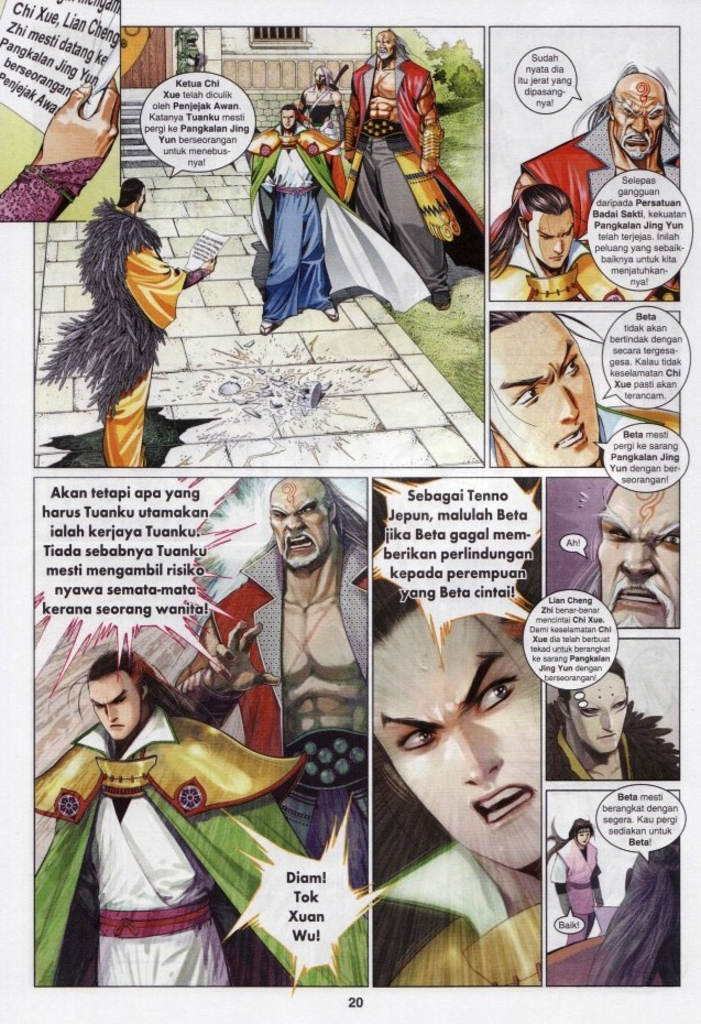 Chi Xue, Lian Cheng
Zhi mesti datang ke
Pangkalan Jing Yun
berseorangan.
Penjejak Awan
Ketua Chi
Xue telah diculik
oleh Penjejak Awan.
Katanya Tuanku mesti
pergi ke Pangkalan Jing
Yun berseorangan
untuk menebus-
nya!
Sudah
nyata dia
itu jerat yang
dipasang-
nya!
Selepas
gangguan
daripada Persatuan
Badai Sakti, kekuatan
Pangkalan Jing Yun
telah terjejas. Inilah
peluang yang sebaik-
baiknya untuk kita
menjatuhkan-
nya!
Beta
tidak akan
bertindak dengan
secara tergesa-
gesa. Kalau tidak
keselamatan Chi
Xue pasti akan
terancam.
Beta mesti
pergi ke sarang
Pangkalan Jing
Yun dengan ber-
seorangan!
Akan tetapi apa yang
harus Tuanku utamakan
ialah kerjaya Tuanku.
Tiada sebabnya Tuanku
mesti mengambil risiko
nyawa semata-mata
kerana seorang wanita!
Diam!
Tok
Xuan
Wu!
Sebagai Tenno
Jepun, malulah Beta
jika Beta gagal mem-
berikan perlindungan
kepada perempuan
yang Beta cintai!
Ah!
Lian Cheng
Zhi benar-benar
mencintai Chi Xue.
Demi keselamatan Chi
Xue dia telah berbuat
tekad untuk berangkat
ke sarang Pangkalan
Jing Yun dengan
berseorangan!
Beta mesti
berangkat dengan
segera. Kau pergi
sediakan untuk
Beta!
Baik!
20